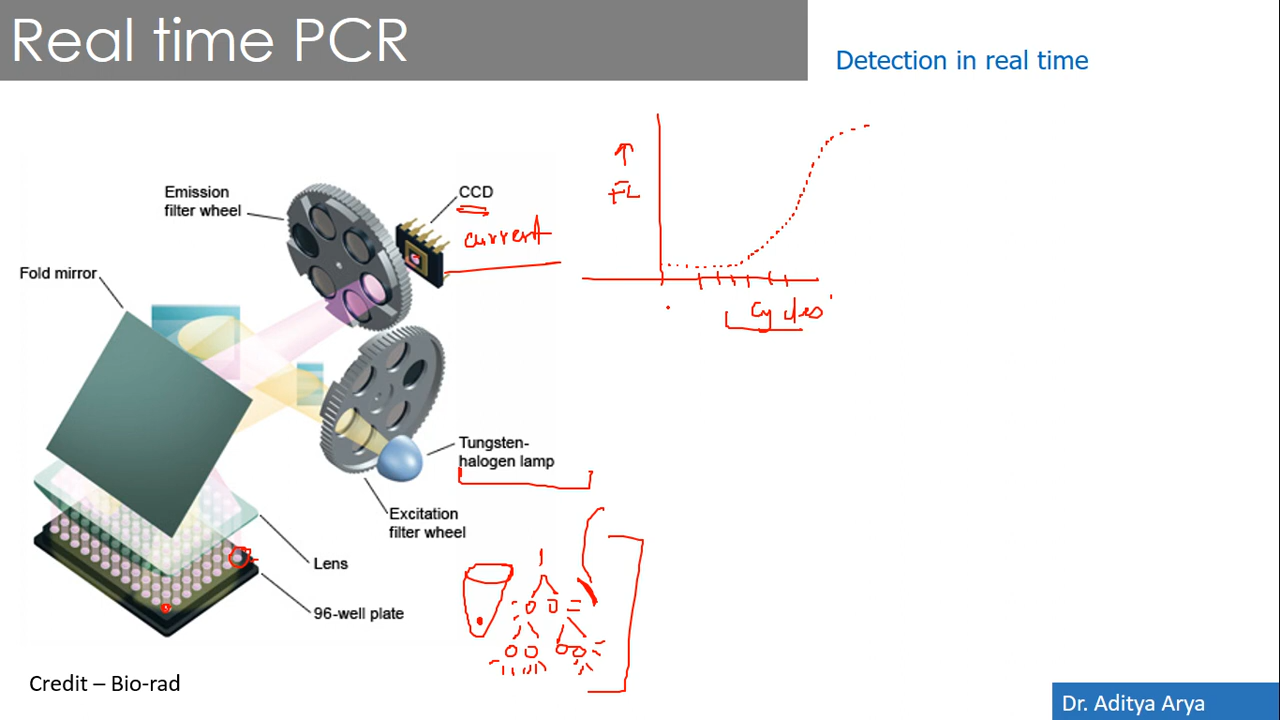 Real time PCR
Detection in real time
Emission
filter wheel
CCD
current
FL
Fold mirror
Cycles
Tungsten-
halogen lamp
Excitation
filter wheel
Lens
96-well plate
Credit – Bio-rad
Dr. Aditya Arya